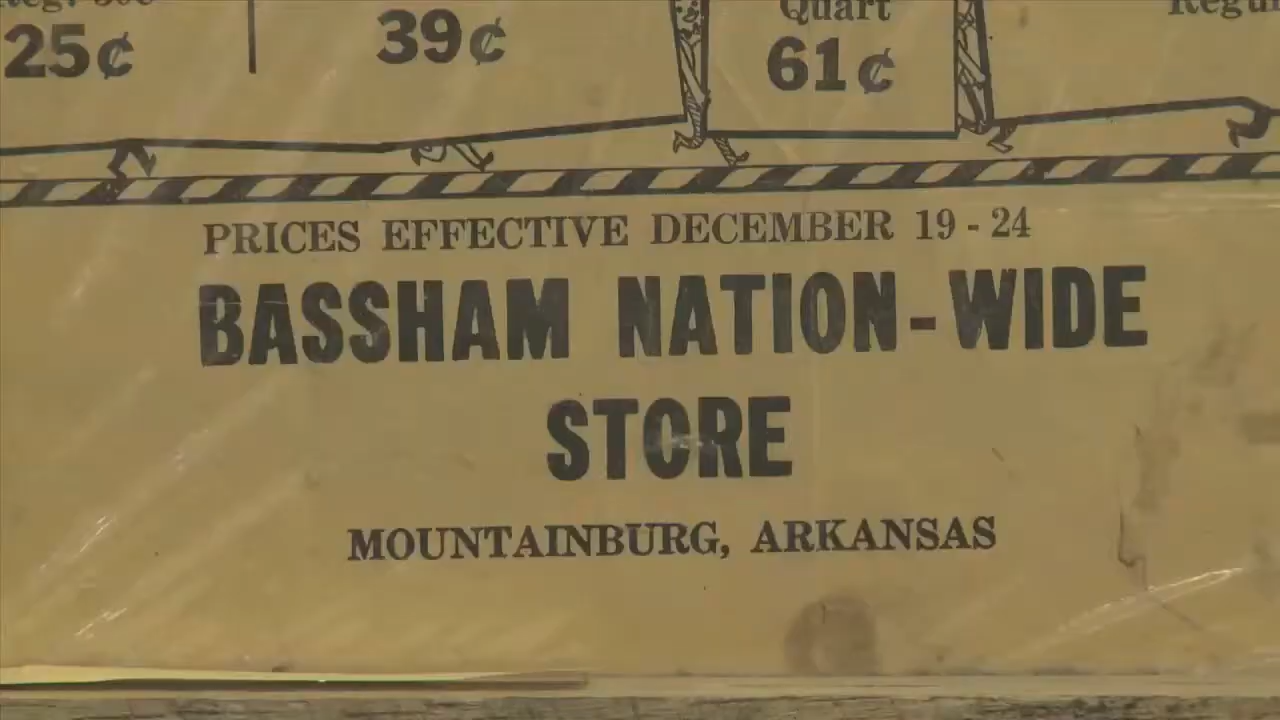 25¢
39¢
Quart
61¢
PRICES EFFECTIVE DECEMBER 19 - 24
BASSHAM NATION-WIDE
STORE
MOUNTAINBURG, ARKANSAS